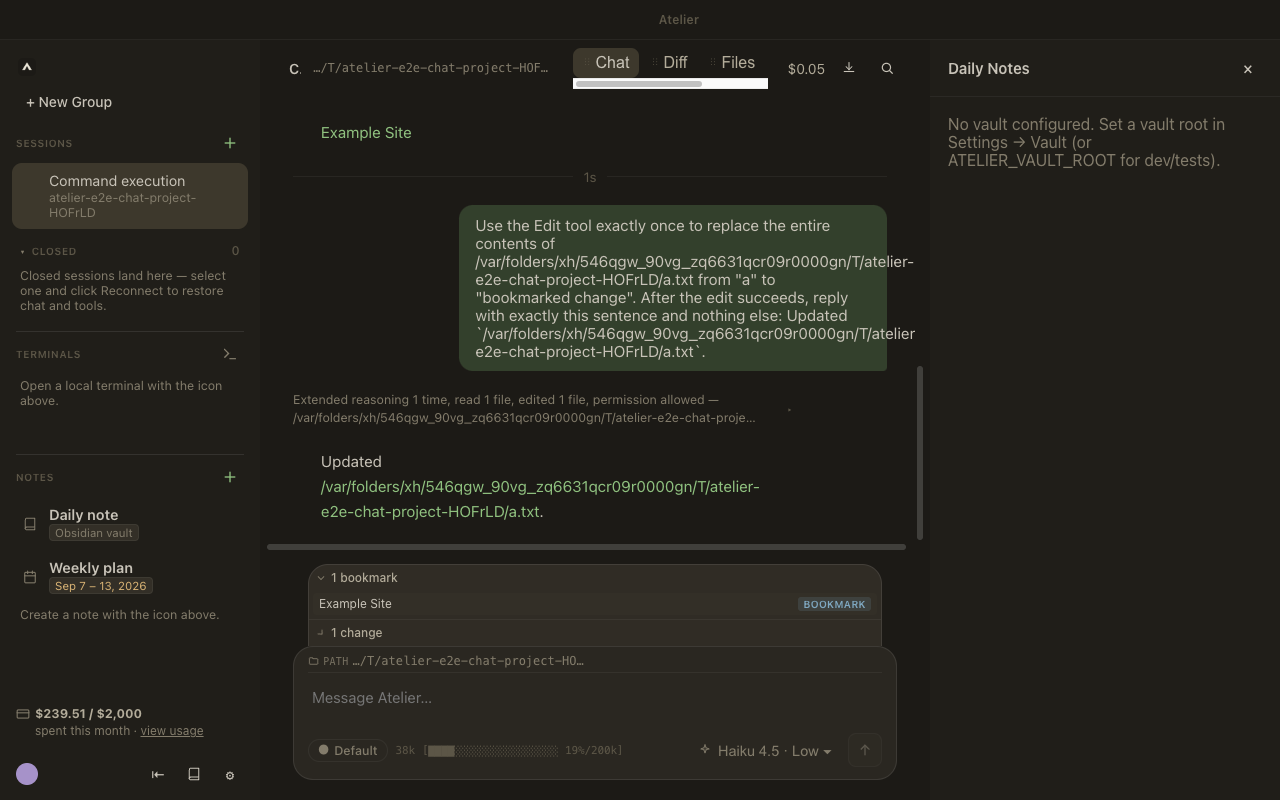 Atelier
+ New Group
SESSIONS
Command execution
atelier-e2e-chat-project-
HOFrLD
CLOSED 0
Closed sessions land here — select
one and click Reconnect to restore
chat and tools.
TERMINALS
Open a local terminal with the icon
above.
NOTES
Daily note
Obsidian vault
Weekly plan
Sep 7 – 13, 2026
Create a note with the icon above.
$239.51 / $2,000
spent this month · view usage
C.
…/T/atelier-e2e-chat-project-HOF…
Chat
Diff
Files
$0.05
Example Site
1s
Use the Edit tool exactly once to replace the entire
contents of
/var/folders/xh/546qgw_90vg_zq6631qcr09r0000gn/T/atelier-
e2e-chat-project-HOFrLD/a.txt from "a" to
"bookmarked change". After the edit succeeds, reply
with exactly this sentence and nothing else: Updated
`/var/folders/xh/546qgw_90vg_zq6631qcr09r0000gn/T/atelier
e2e-chat-project-HOFrLD/a.txt`.
Extended reasoning 1 time, read 1 file, edited 1 file, permission allowed —
/var/folders/xh/546qgw_90vg_zq6631qcr09r0000gn/T/atelier-e2e-chat-proje…
Updated
/var/folders/xh/546qgw_90vg_zq6631qcr09r0000gn/T/atelier-
e2e-chat-project-HOFrLD/a.txt.
1 bookmark
Example Site BOOKMARK
1 change
PATH …/T/atelier-e2e-chat-project-HO…
Message Atelier…
Default
38k [ 19%/200k]
Haiku 4.5 · Low
Daily Notes
No vault configured. Set a vault root in
Settings → Vault (or
ATELIER_VAULT_ROOT for dev/tests).